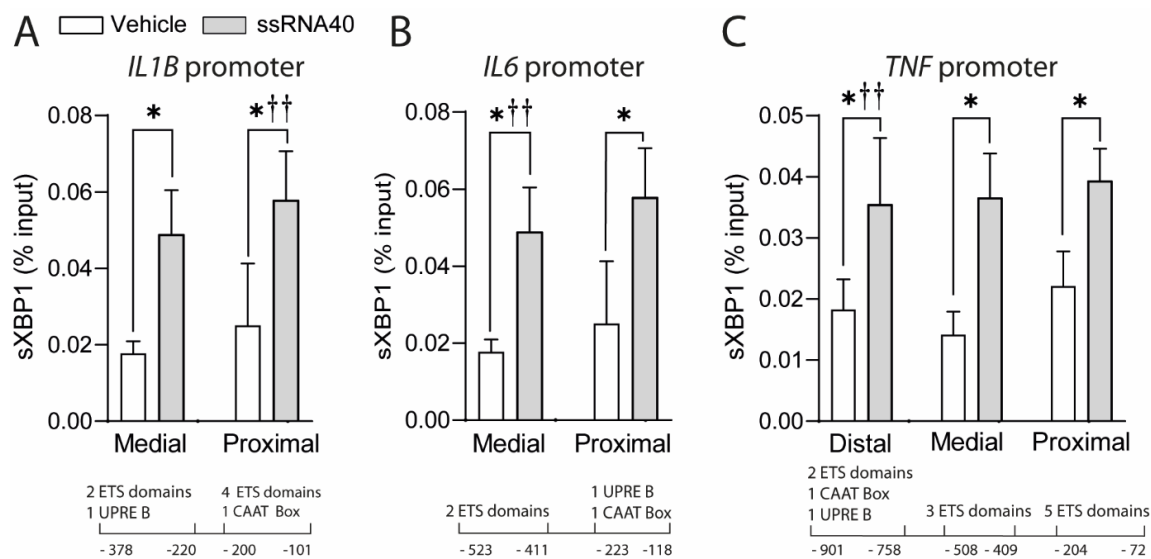 A
Vehicle
ssRNA40
IL1B promoter
sXBP1 (% input)
0.08
0.06
0.04
0.02
0.00
*
*††
Medial
Proximal
2 ETS domains
1 UPRE B
4 ETS domains
1 CAAT Box
- 378
-220
- 200
-101
B
IL6 promoter
sXBP1 (% input)
0.08
0.06
0.04
0.02
0.00
*††
*
Medial
Proximal
2 ETS domains
1 UPRE B
1 CAAT Box
-523
-411
-223
-118
C
TNF promoter
sXBP1 (% input)
0.05
0.04
0.03
0.02
0.01
0.00
*††
*
*
Distal
Medial
Proximal
2 ETS domains
1 CAAT Box
1 UPRE B
3 ETS domains
5 ETS domains
- 901
-758
-508
- 409
- 204
-72